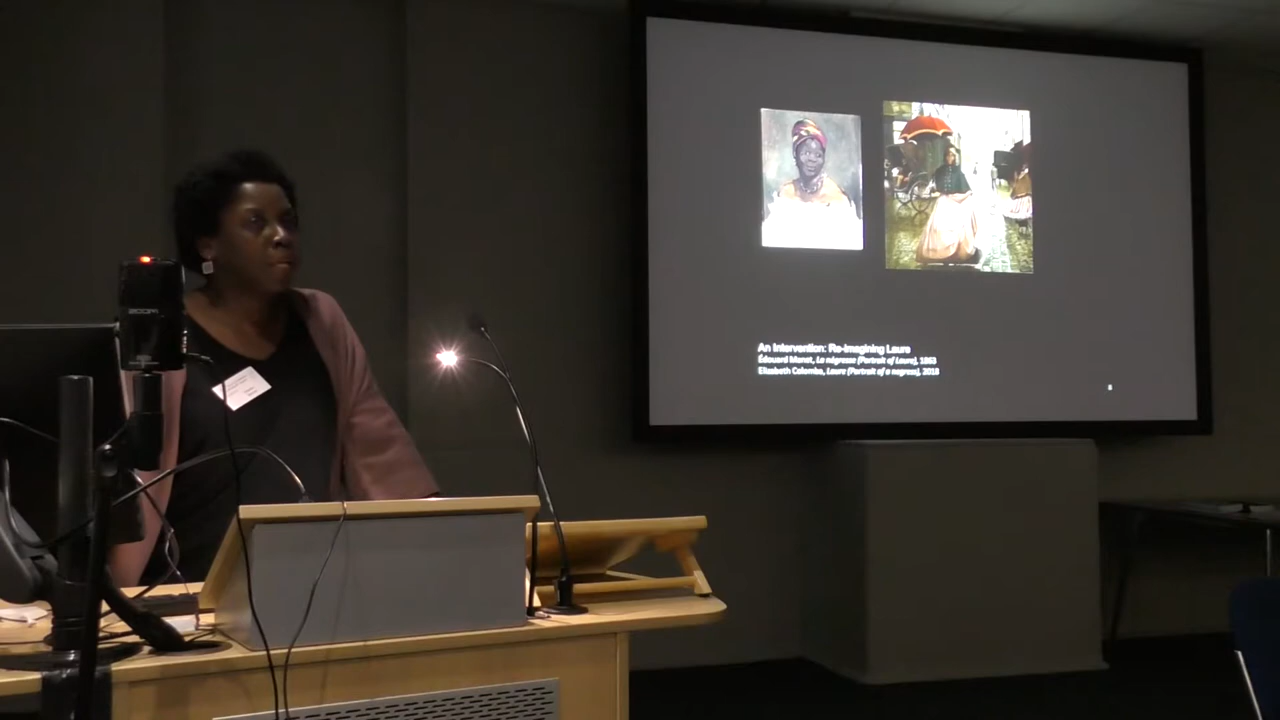 ZOOM
An Intervention: Re-imagining Laure
Édouard Manet, La négresse (Portrait of Laure), 1863
Elizabeth Colomba, Laure (Portrait of a negress), 2018